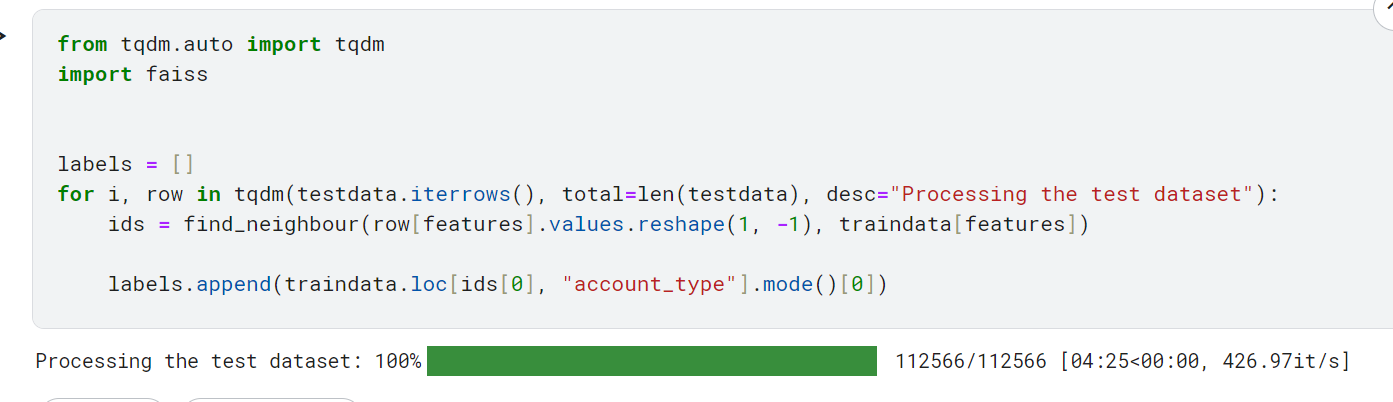 from tqdm.auto import tqdm
import faiss
labels = []
for i, row in tqdm(testdata.iterrows(), total=len(testdata), desc="Processing the test dataset"):
    ids = find_neighbour(row[features].values.reshape(1, -1), traindata[features])
    labels.append(traindata.loc[ids[0], "account_type"].mode()[0])
Processing the test dataset: 100% 112566/112566 [04:25<00:00, 426.97it/s]